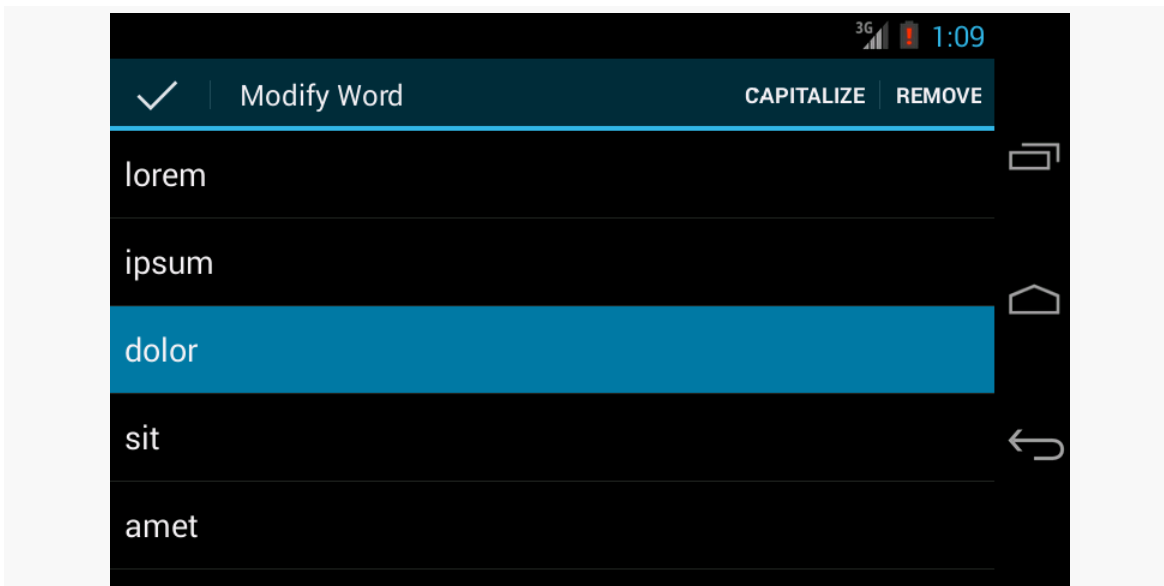 3G 1:09
Modify Word CAPITALIZE REMOVE
lorem
ipsum
dolor
sit
amet